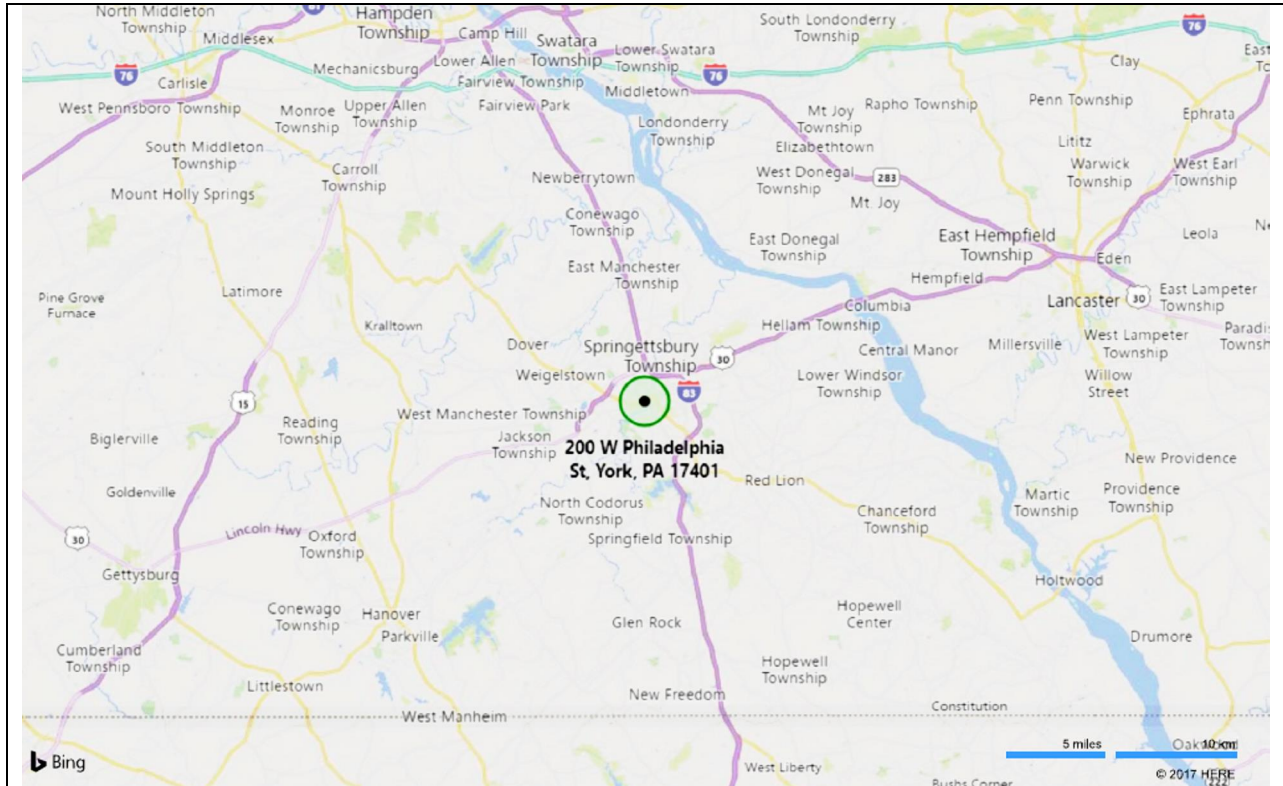 North Middleton
Township
Hampden
Township
Camp Hill
South Londonderry
Township
76
Middlesex
Swatara
Township
Lower Swatara
Township
76
Mechanicsburg
Lower Allen
76
Clay
Carlisle
Fairview Township
Middletown
West Pennsboro Township
Monroe
Township
Upper Allen
Township
Fairview Park
Mt Joy
Township
Rapho Township
Penn Township
Ephrata
Londonderry
Township
Elizabethtown
Lititz
South Middleton
Township
Carroll
Township
Newberrytown
West Donegal
Township
283
Warwick
Township
West Earl
Township
Mount Holly Springs
Mt. Joy
Conewago
Township
East Donegal
Township
East Hempfield
Township
Leola
Eden
East Manchester
Township
Hempfield
Pine Grove
Furnace
Latimore
Columbia
Lancaster
30
East Lampeter
Township
Kralltown
Hellam Township
Dover
Springettsbury
Township
30
Central Manor
Millersville
West Lampeter
Township
Weigelstown
83
Lower Windsor
Township
Willow
Street
15
West Manchester Township
Reading
Township
Biglerville
Jackson
Township
200 W Philadelphia
St, York, PA 17401
New Providence
Goldenville
Red Lion
Martic
Township
Providence
Township
North Codorus
Township
Chanceford
Township
30
Lincoln Hwy
Oxford
Township
Springfield Township
Gettysburg
Holtwood
Conewago
Township
Hanover
Parkville
Glen Rock
Hopewell
Center
Drumore
Cumberland
Township
Hopewell
Township
Littlestown
New Freedom
West Manheim
Constitution
5 miles
10 km
Bing
West Liberty
© 2017 HERE
222